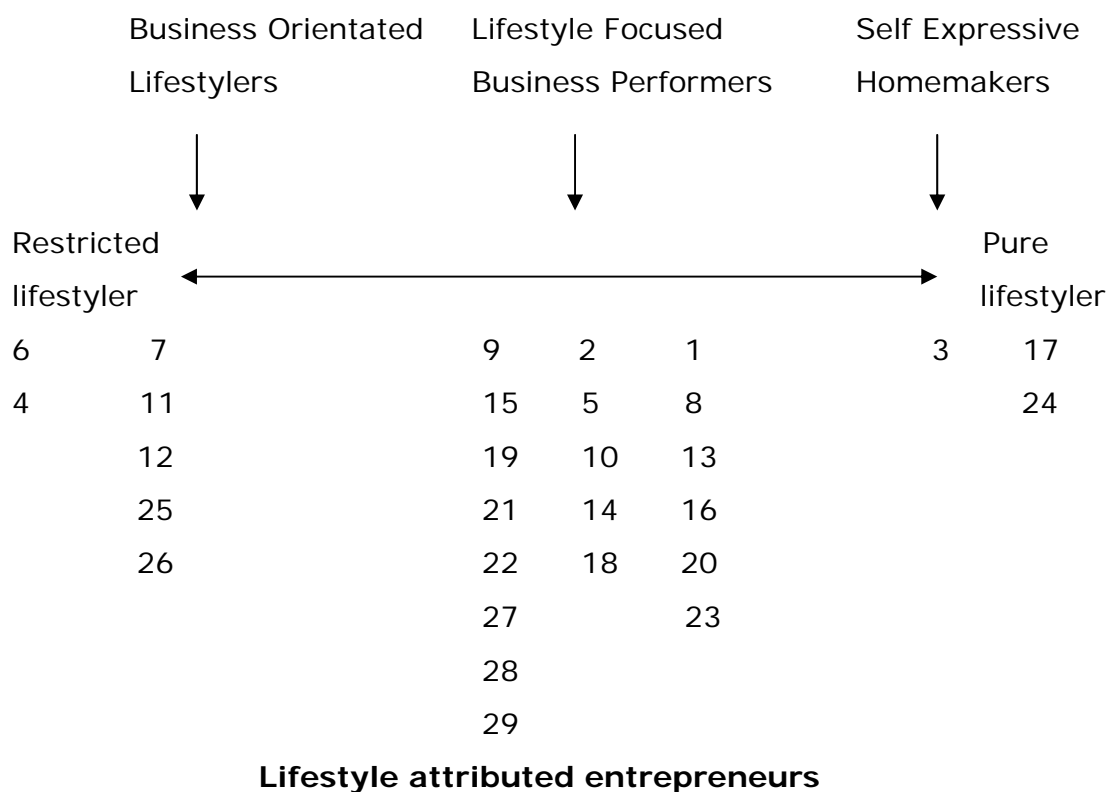 Business Orientated Lifestyle Focused Self Expressive
Lifestylers Business Performers Homemakers
Restricted Pure
lifestyler lifestyler
6 7 9 2 1 3 17
4 11 15 5 8 24
12 19 10 13
25 21 14 16
26 22 18 20
27 23
28
29
Lifestyle attributed entrepreneurs